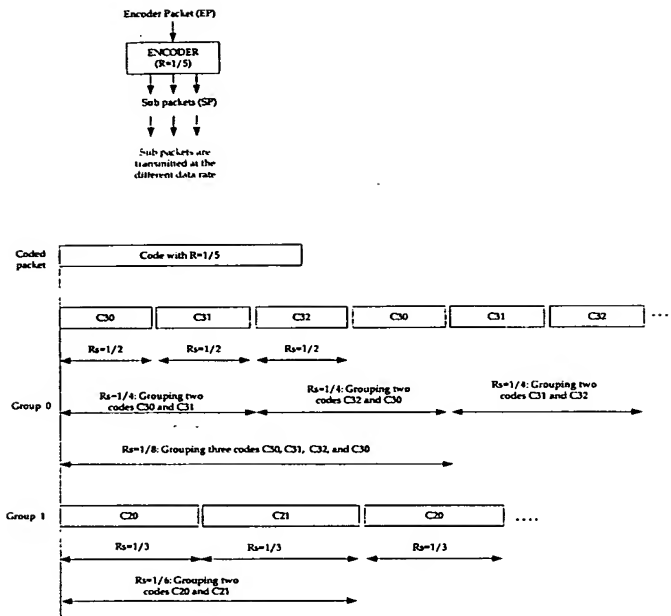 Encoder Packet (EP)
ENCODER
(R=1/5)
Sub packets (SP)
Sub packets are
transmitted at the
different data rate
Coded
packet
Code with R=1/5
C30 C31 C32 C30 C31 C32 ...
Rs=1/2 Rs=1/2 Rs=1/2
Group 0
Rs=1/4: Grouping two
codes C30 and C31
Rs=1/4: Grouping two
codes C32 and C30
Rs=1/4: Grouping two
codes C31 and C32
Rs=1/8: Grouping three codes C30, C31, C32, and C30
Group 1
C20 C21 C20 ....
Rs=1/3 Rs=1/3 Rs=1/3
Rs=1/6: Grouping two
codes C20 and C21